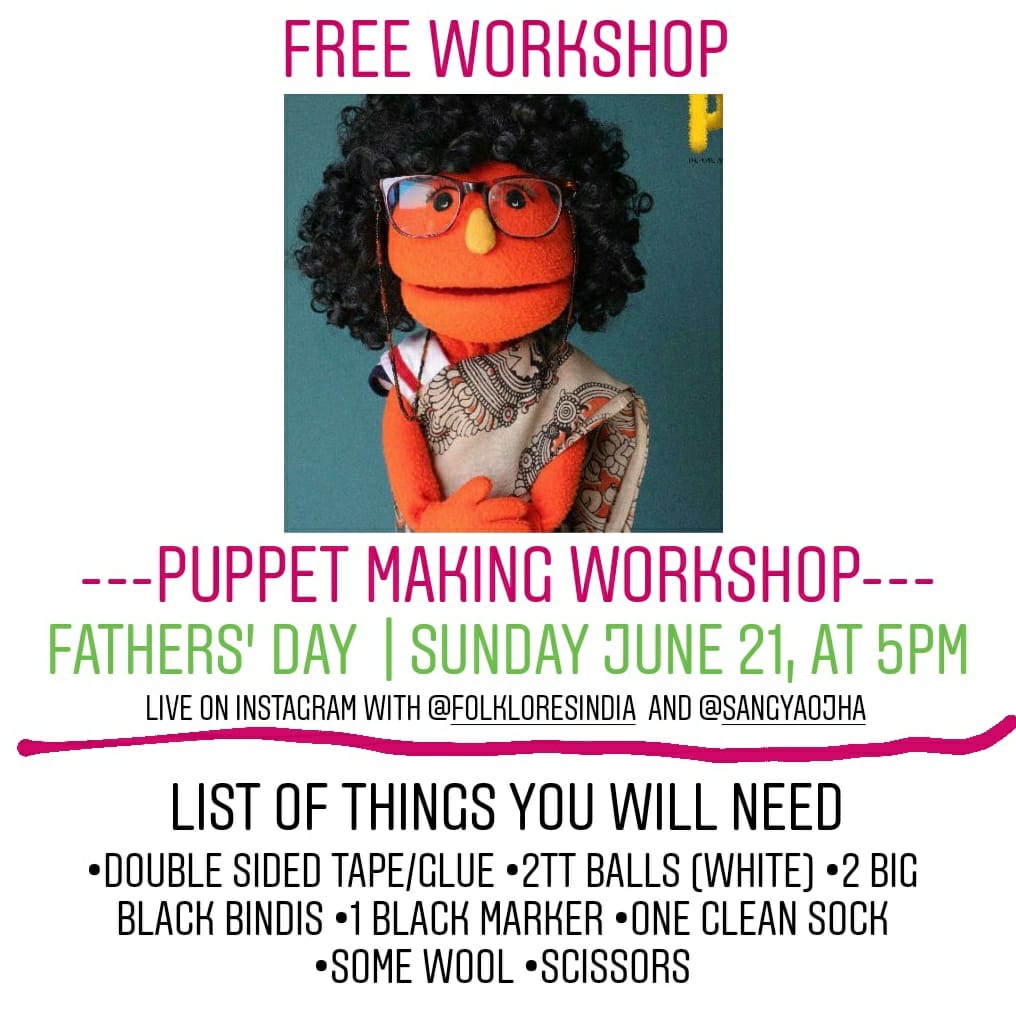 FREE WORKSHOP
---PUPPET MAKING WORKSHOP---
FATHERS' DAY | SUNDAY JUNE 21, AT 5PM
LIVE ON INSTAGRAM WITH @FOLKLORESINDIA AND @SANGYAOJHA
LIST OF THINGS YOU WILL NEED
•DOUBLE SIDED TAPE/GLUE •2TT BALLS (WHITE) •2 BIG
BLACK BINDIS •1 BLACK MARKER •ONE CLEAN SOCK
•SOME WOOL •SCISSORS